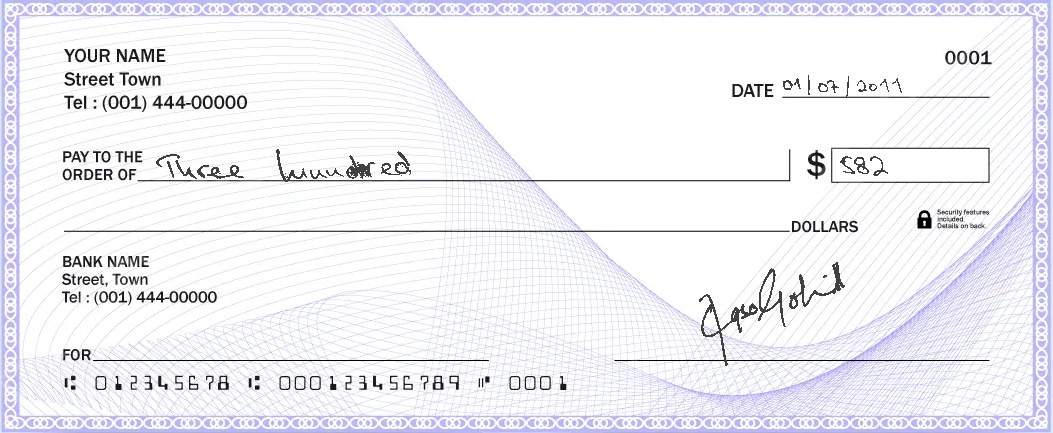 YOUR NAME
0001
Street Town
DATE 01/07/2011
Tel : (001) 444-00000
PAY TO THE
ORDER OF Three hundred $ 582
Security features
included.
Details on back.
DOLLARS
BANK NAME
Street, Town
Tel : (001) 444-00000
FOR
⑆ 012345678 ⑆ 000123456789 ⑈ 0001